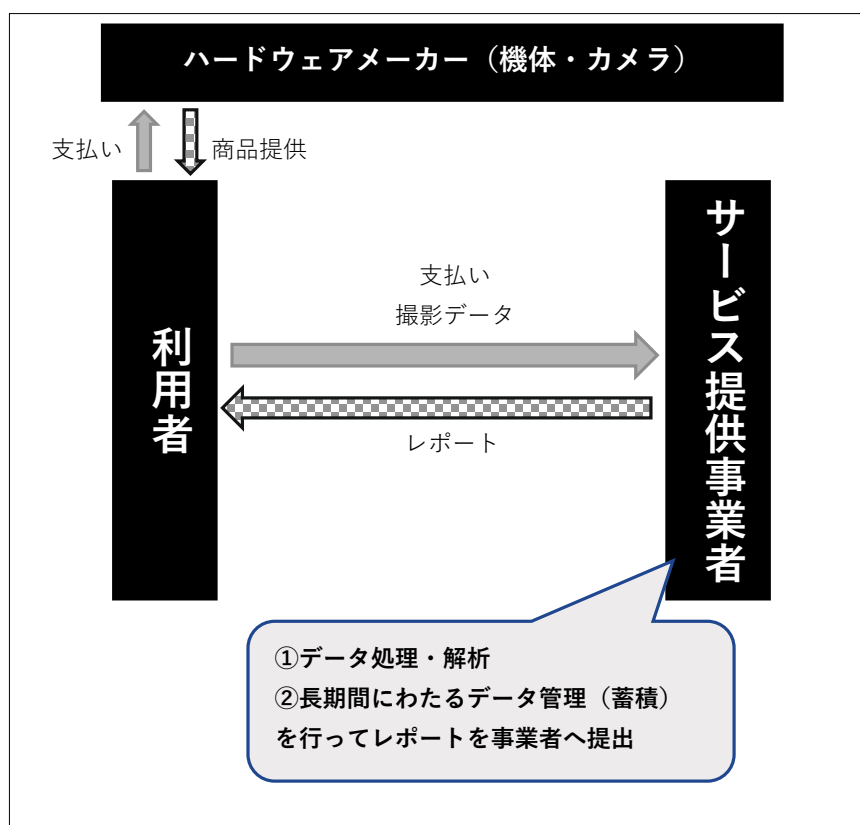 ハードウェアメーカー（機体・カメラ）
支払い
商品提供
利用者
支払い
撮影データ
レポート
サービス提供事業者
①データ処理・解析
②長期間にわたるデータ管理（蓄積）
を行ってレポートを事業者へ提出